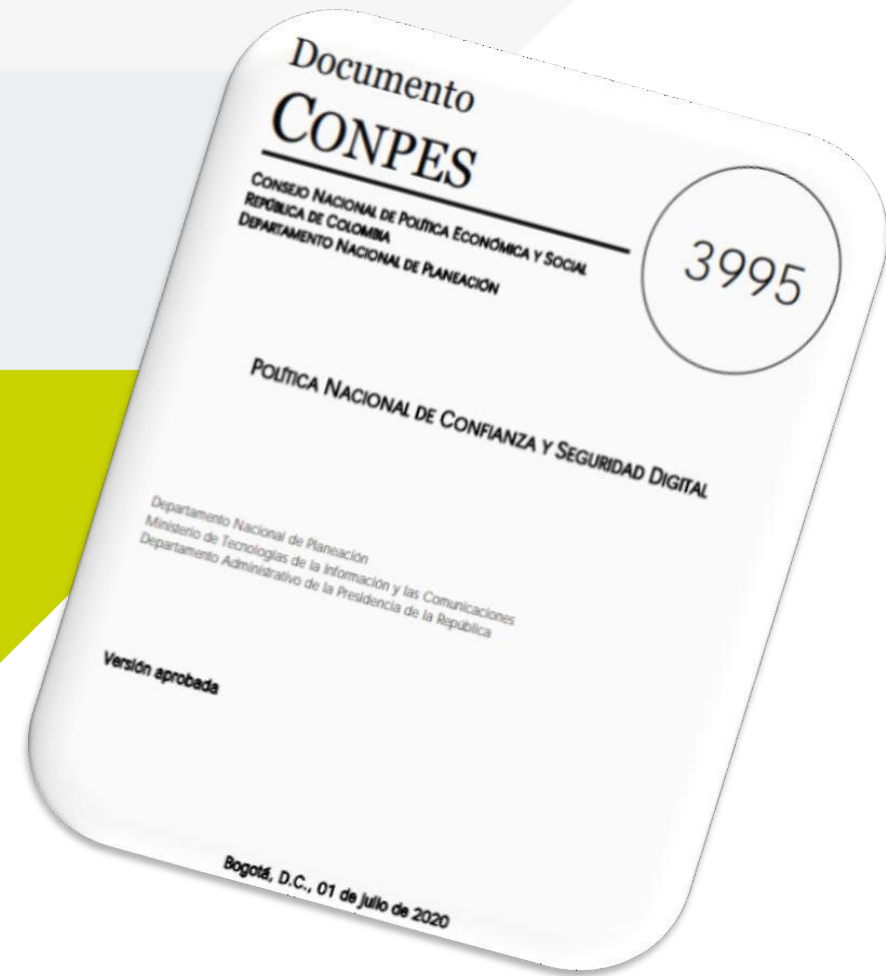 Documento
CONPES
CONSEJO NACIONAL DE POLÍTICA ECONÓMICA Y SOCIAL
REPÚBLICA DE COLOMBIA
DEPARTAMENTO NACIONAL DE PLANEACIÓN
3995
POLÍTICA NACIONAL DE CONFIANZA Y SEGURIDAD DIGITAL
Departamento Nacional de Planeación
Ministerio de Tecnologías de la Información y las Comunicaciones
Departamento Administrativo de la Presidencia de la República
Versión aprobada
Bogotá, D.C., 01 de julio de 2020